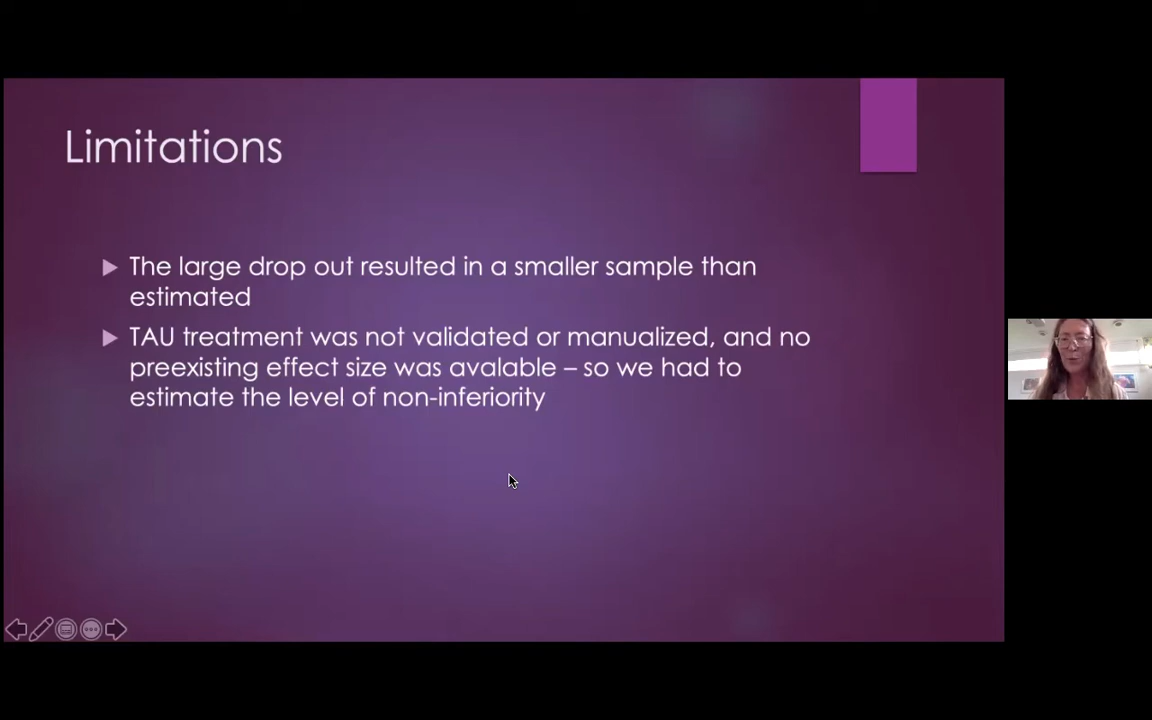 Limitations
The large drop out resulted in a smaller sample than
estimated
TAU treatment was not validated or manualized, and no
preexisting effect size was avalable – so we had to
estimate the level of non-inferiority